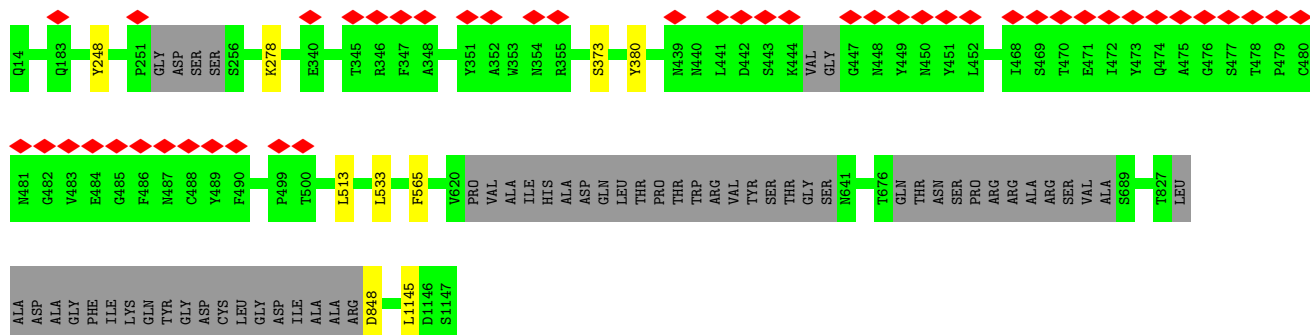 Q14 Q183 Y248 P251 GLY ASP SER SER S256 K278 E340 T345 R346 F347 A348 Y351 A352 W353 N354 R355 S373 Y380 N439 N440 L441 D442 S443 K444 VAL GLY G447 N448 Y449 N450 Y451 L452 I468 S469 T470 E471 I472 Y473 Q474 A475 G476 S477 T478 P479 C480
N481 G482 V483 E484 G485 F486 N487 C488 Y489 F490 P499 T500 L513 L533 F565 V620 PRO VAL ALA ILE HIS ALA ASP GLN LEU THR PRO THR TRP ARG VAL TYR SER THR GLY SER N641 T676 GLN THR ASN SER PRO ARG ARG ALA ARG SER VAL ALA S689 T827 LEU
ALA ASP ALA GLY PHE ILE LYS GLN TYR GLY ASP CYS LEU GLY ASP ILE ALA ALA ARG D848 L1145 D1146 S1147